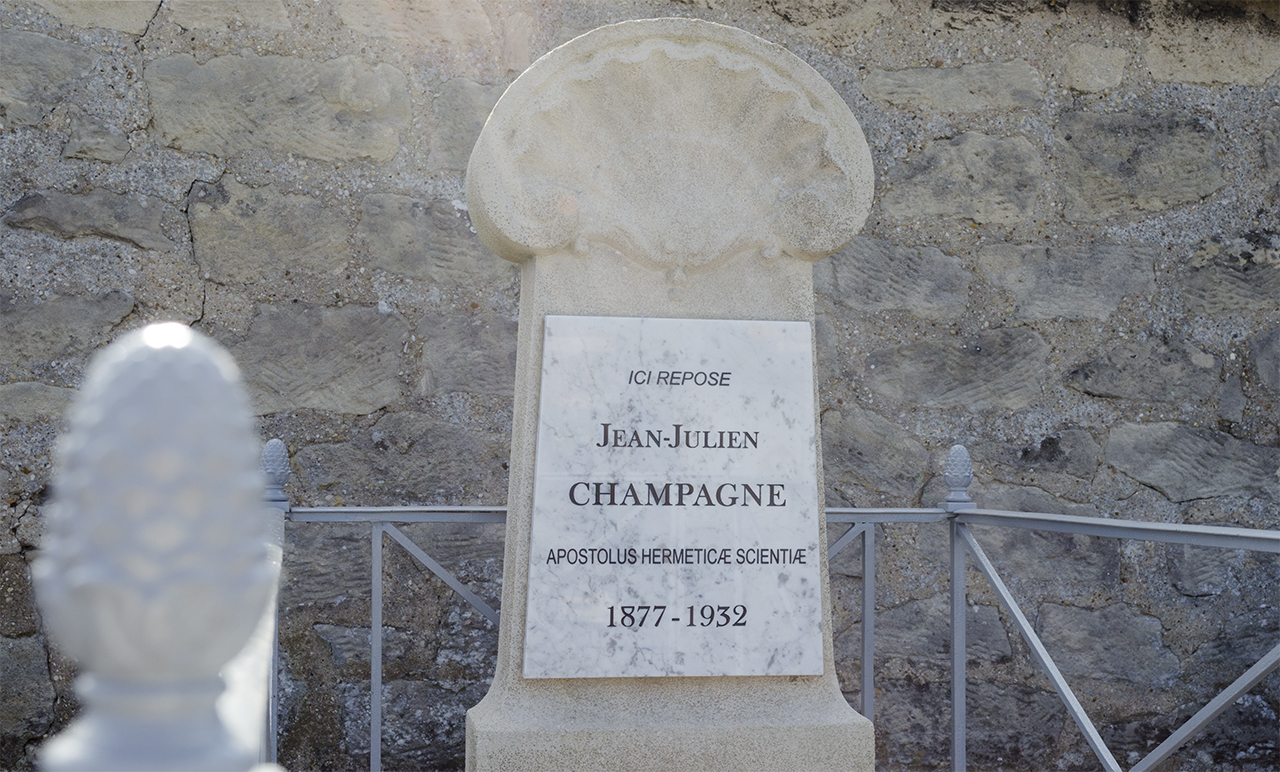 ICI REPOSE
JEAN-JULIEN
CHAMPAGNE
APOSTOLUS HERMETICÆ SCIENTIÆ
1877-1932